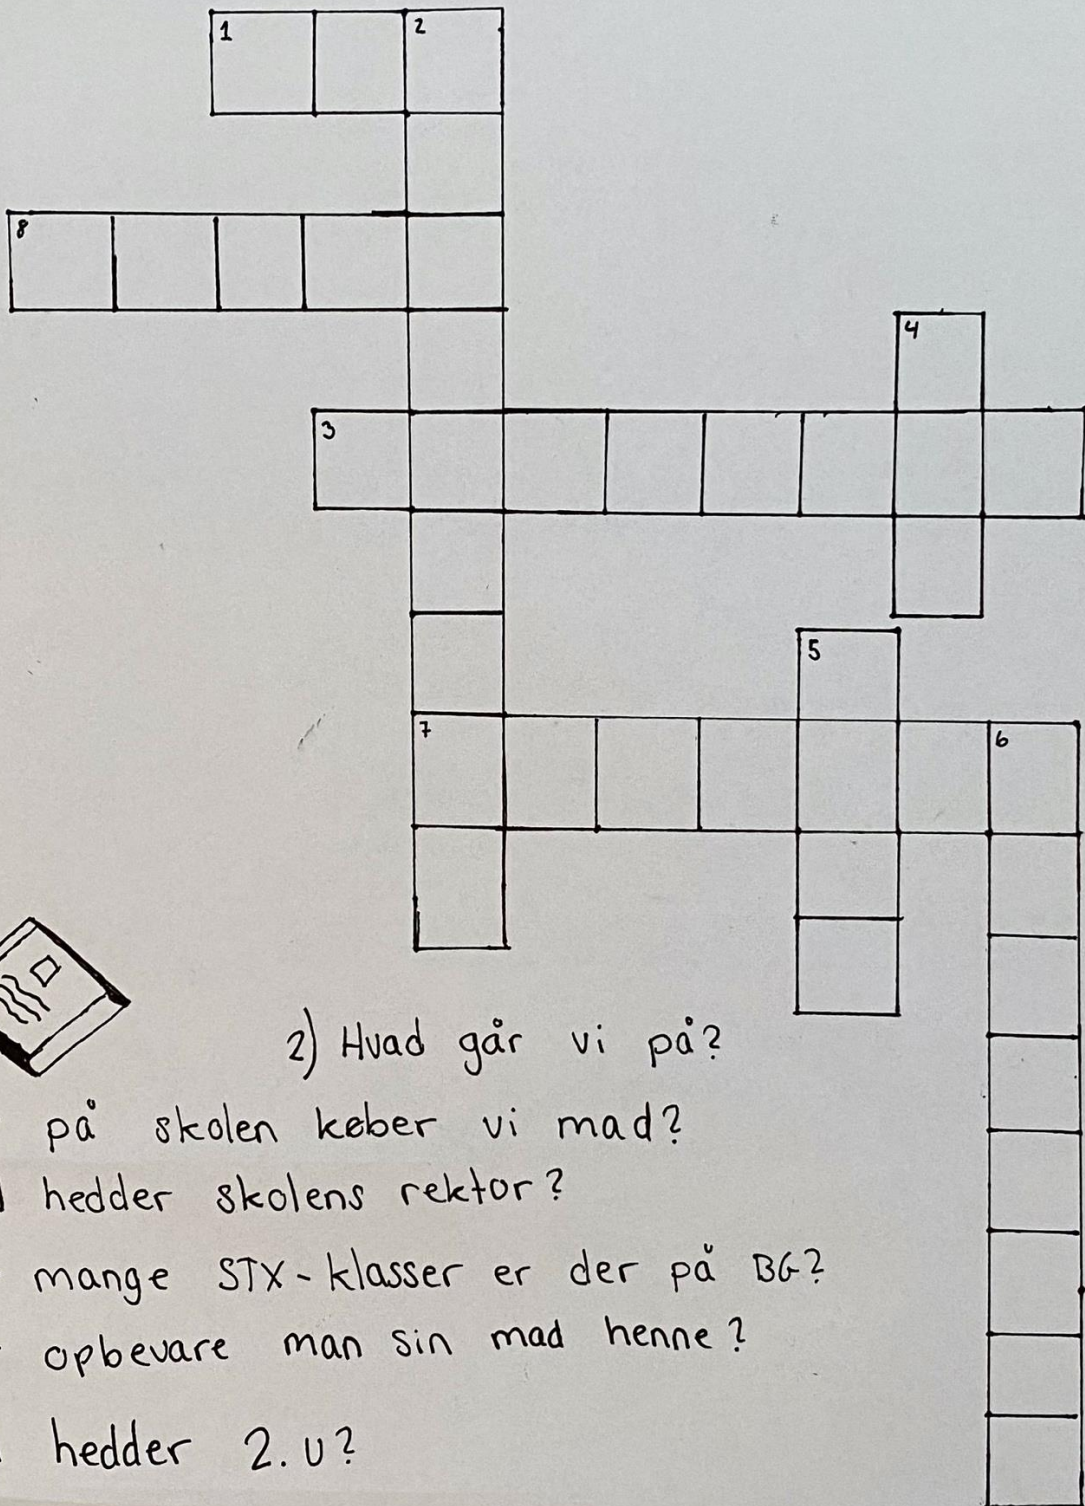 1 2
8
4
3
5
7 6
2) Hvad går vi på?
på skolen køber vi mad?
hedder skolens rektor?
mange STX-klasser er der på BG?
opbevare man sin mad henne?
hedder 2.U?